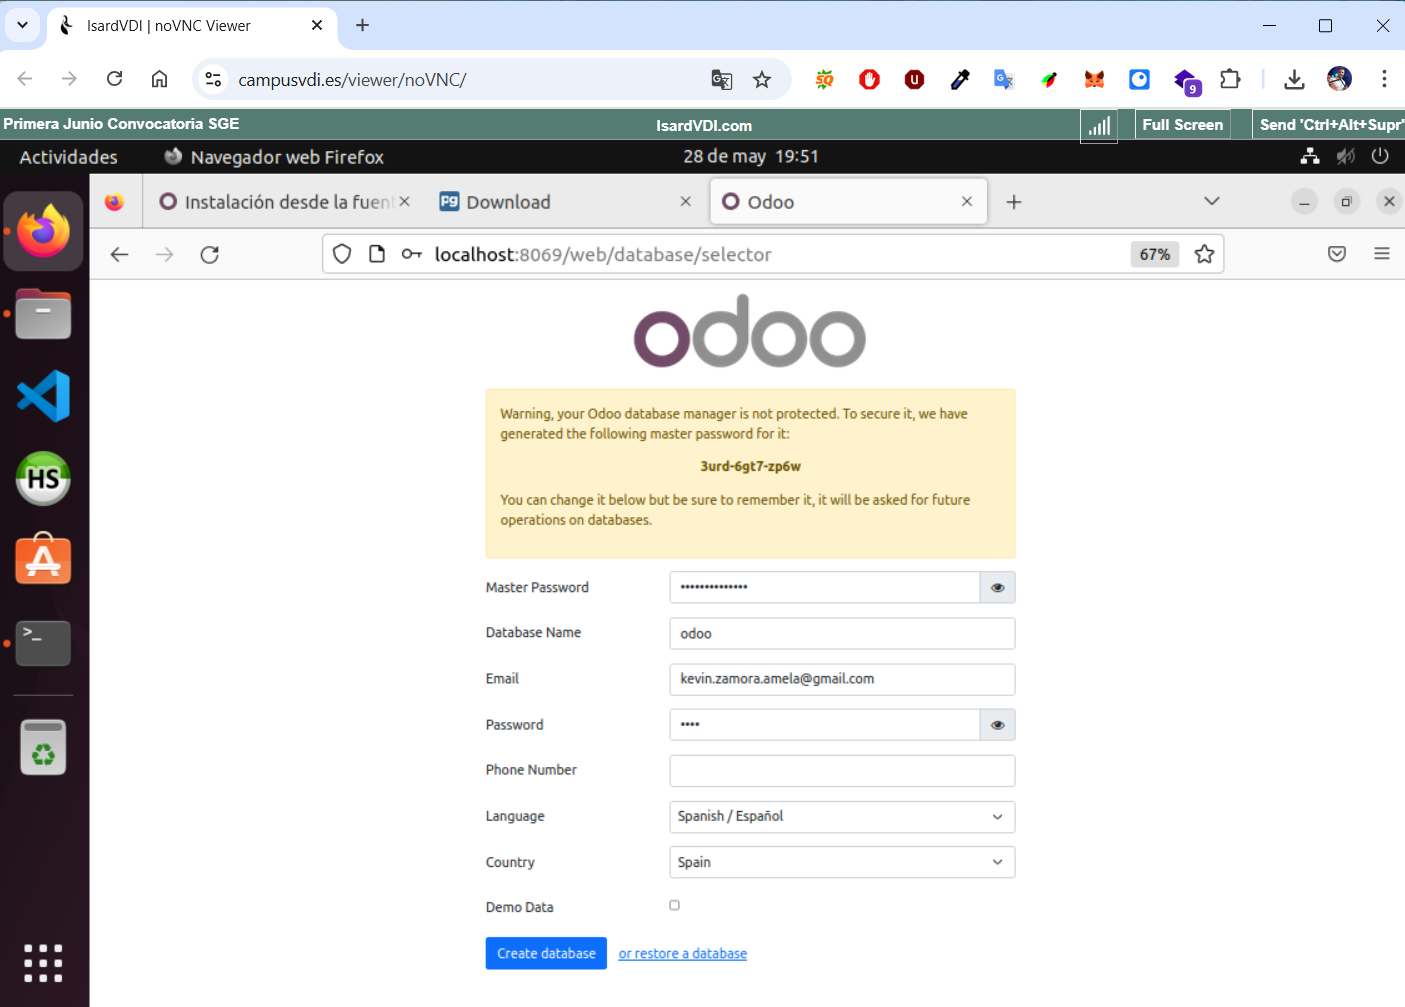 IsardVDI | noVNC Viewer
campusvdi.es/viewer/noVNC/
9
Primera Junio Convocatoria SGE
IsardVDI.com
Full Screen
Send 'Ctrl+Alt+Supr'
Actividades
Navegador web Firefox
28 de may 19:51
Instalación desde la fuent
Download
Odoo
localhost:8069/web/database/selector
67%
odoo
Warning, your Odoo database manager is not protected. To secure it, we have
generated the following master password for it:
3urd-6gt7-zp6w
You can change it below but be sure to remember it, it will be asked for future
operations on databases.
Master Password
••••••••••••••
Database Name
odoo
Email
kevin.zamora.amela@gmail.com
Password
••••
Phone Number
Language
Spanish / Español
Country
Spain
Demo Data
Create database
or restore a database
HS